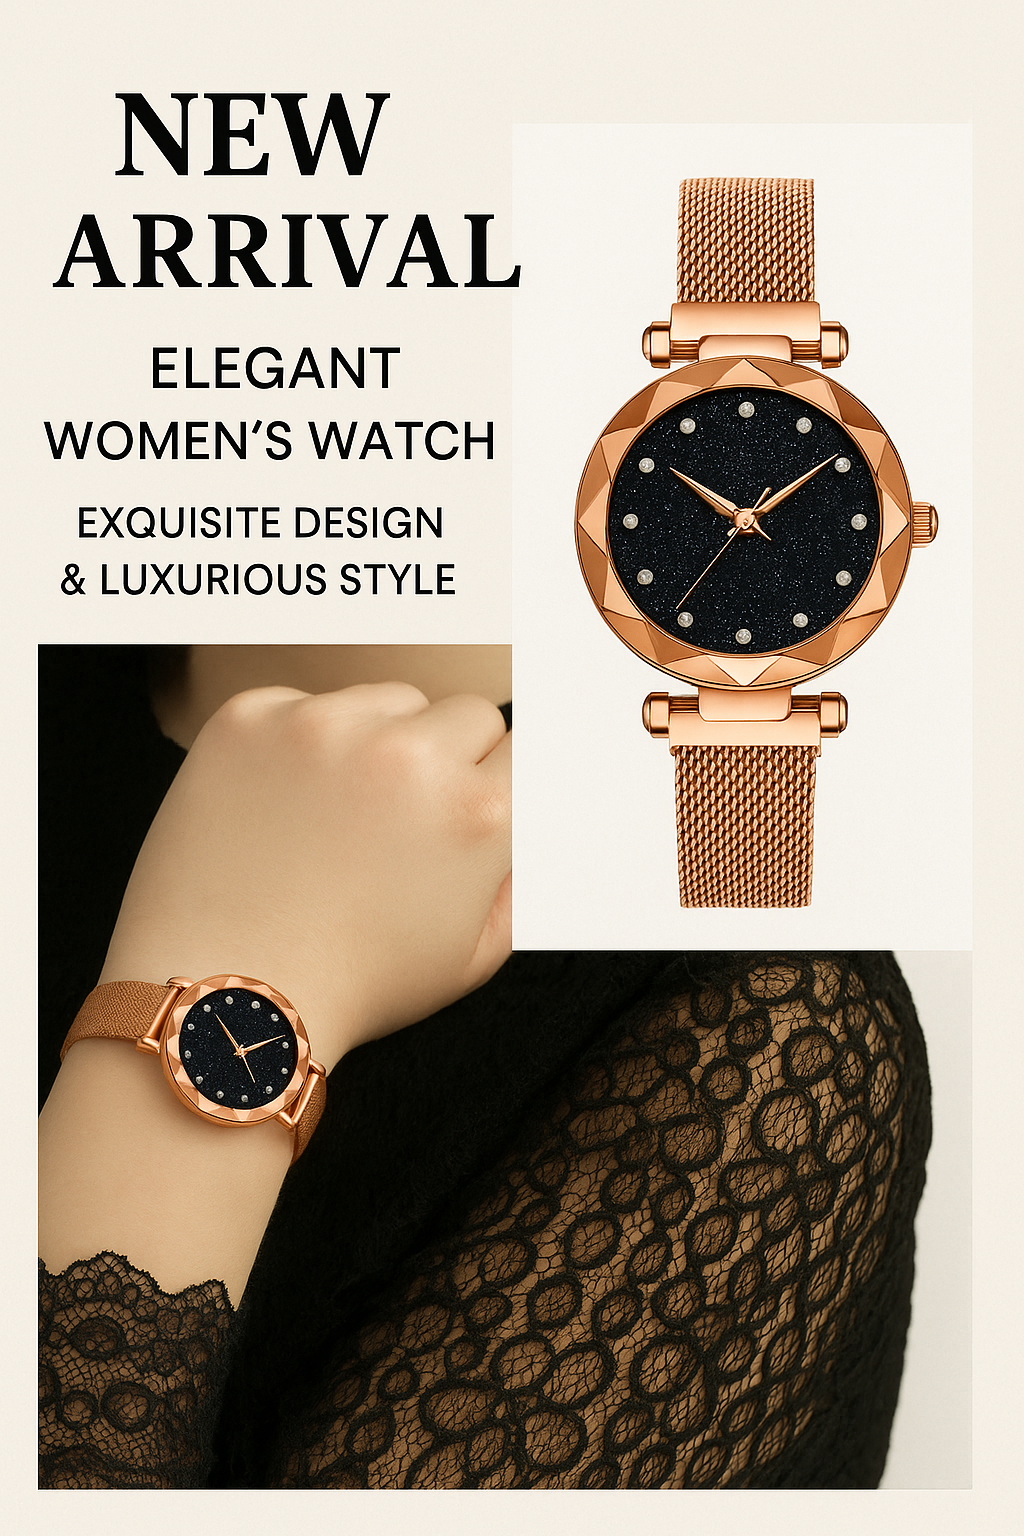 NEW
ARRIVAL
ELEGANT
WOMEN’S WATCH
EXQUISITE DESIGN
& LUXURIOUS STYLE